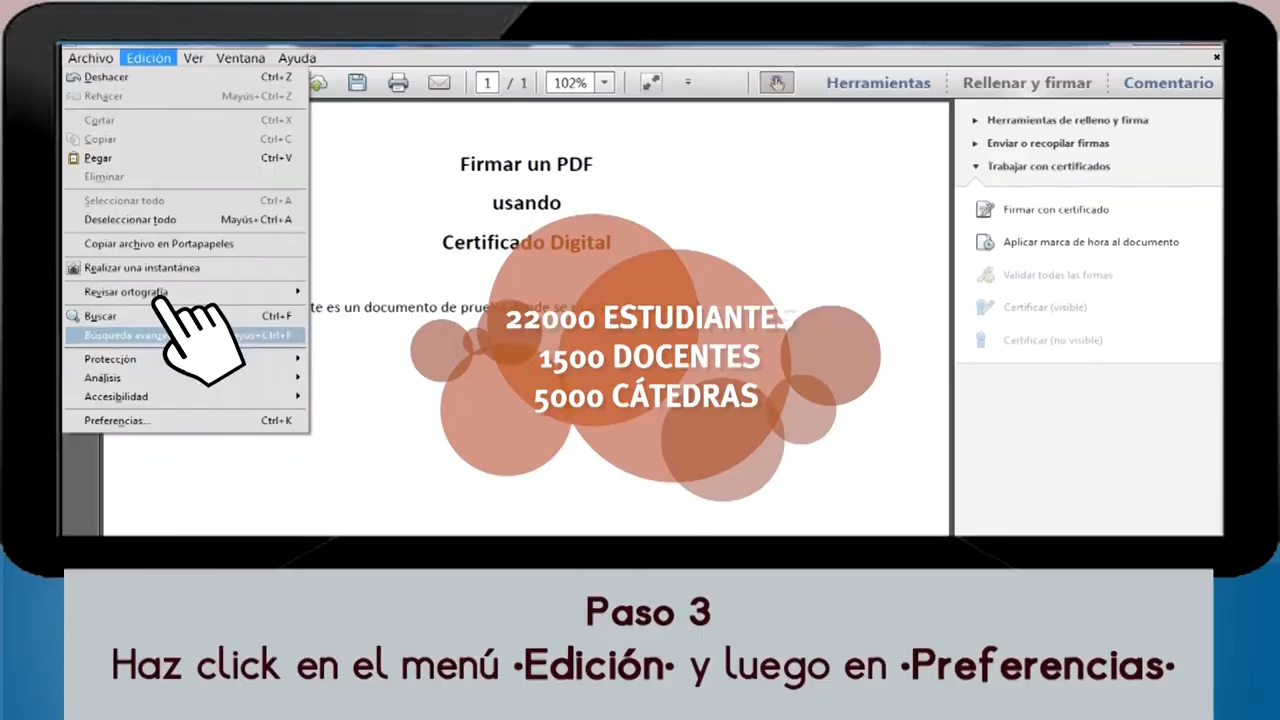 Archivo Edición Ver Ventana Ayuda
Deshacer Ctrl+Z
Rehacer Mayús+Ctrl+Z
Cortar Ctrl+X
Copiar Ctrl+C
Pegar Ctrl+V
Eliminar
Seleccionar todo Ctrl+A
Deseleccionar todo Mayús+Ctrl+A
Copiar archivo en Portapapeles
Realizar una instantánea
Revisar ortografía
Buscar Ctrl+F
Búsqueda
Protección
Análisis
Accesibilidad
Preferencias... Ctrl+K
1 / 1 102%
Herramientas Rellenar y firmar Comentario
Firmar un PDF
usando
Certificado Digital
es un documento de
22000 ESTUDIANTES
1500 DOCENTES
5000 CÁTEDRAS
Herramientas de relleno y firma
Enviar o recopilar firmas
Trabajar con certificados
Firmar con certificado
Aplicar marca de hora al documento
Validar todas las firmas
Certificar (visible)
Certificar (no visible)
Paso 3
Haz click en el menú •Edición• y luego en •Preferencias•